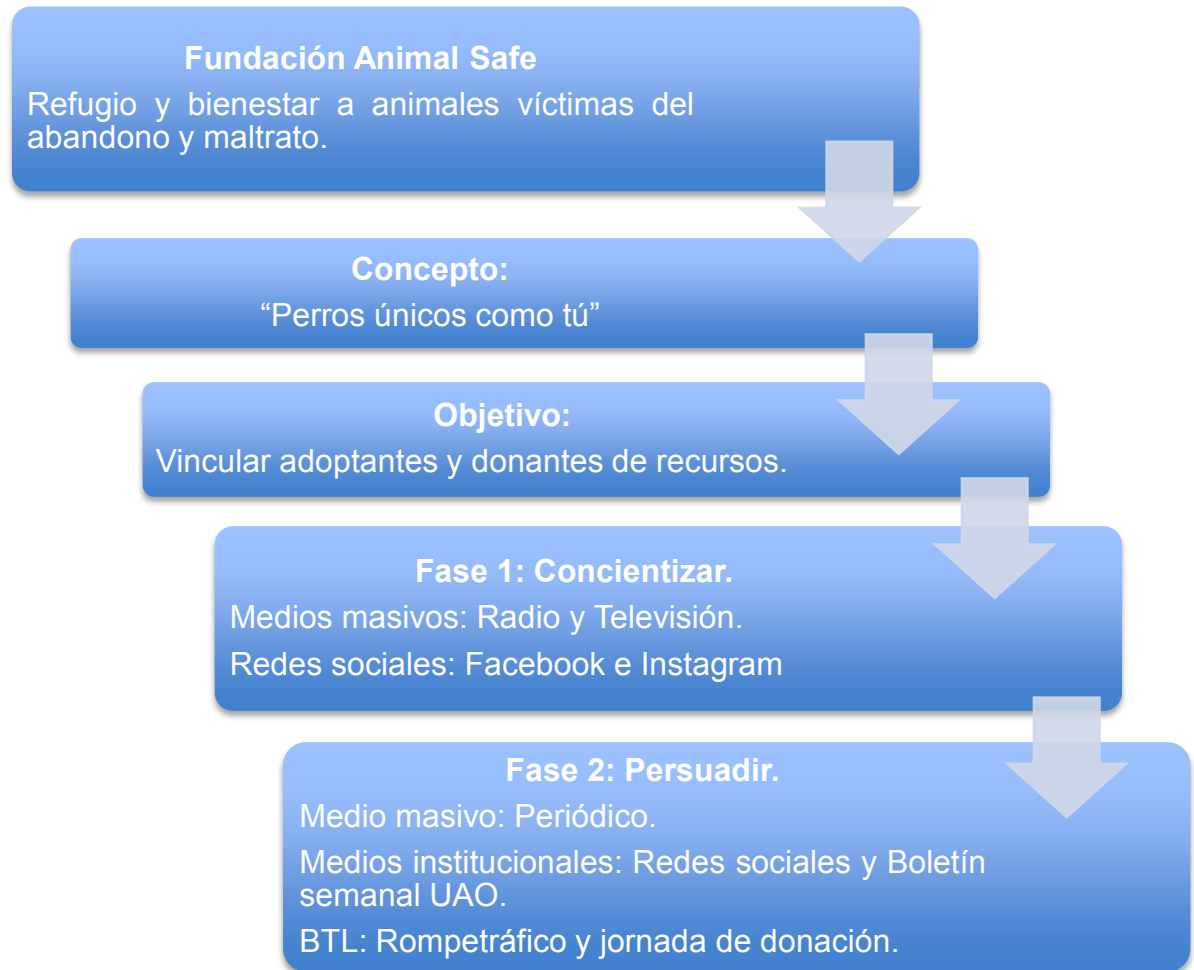 Fundación Animal Safe
Refugio y bienestar a animales víctimas del
abandono y maltrato.
Concepto:
“Perros únicos como tú”
Objetivo:
Vincular adoptantes y donantes de recursos.
Fase 1: Concientizar.
Medios masivos: Radio y Televisión.
Redes sociales: Facebook e Instagram
Fase 2: Persuadir.
Medio masivo: Periódico.
Medios institucionales: Redes sociales y Boletín
semanal UAO.
BTL: Rompetráfico y jornada de donación.